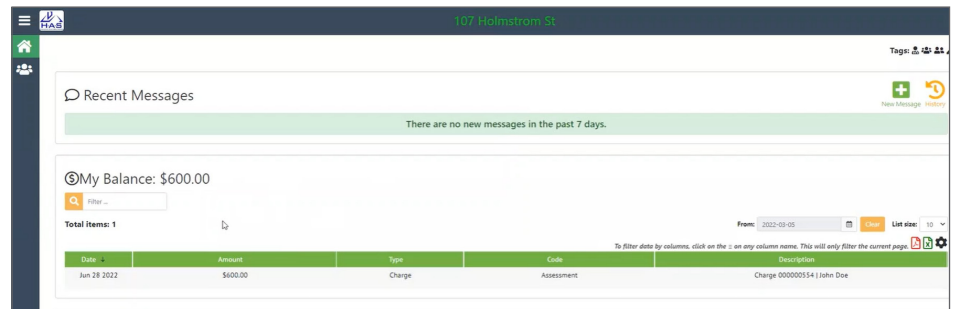 HAS
107 Holmstrom St
Tags:
Recent Messages
New Message History
There are no new messages in the past 7 days.
My Balance: $600.00
Filter ...
Total items: 1
From: 2022-03-05 Clear List size: 10
To filter data by columns, click on the :: on any column name. This will only filter the current page.
Date Amount Type Code Description
Jun 28 2022 $600.00 Charge Assessment Charge 000000554 | John Doe